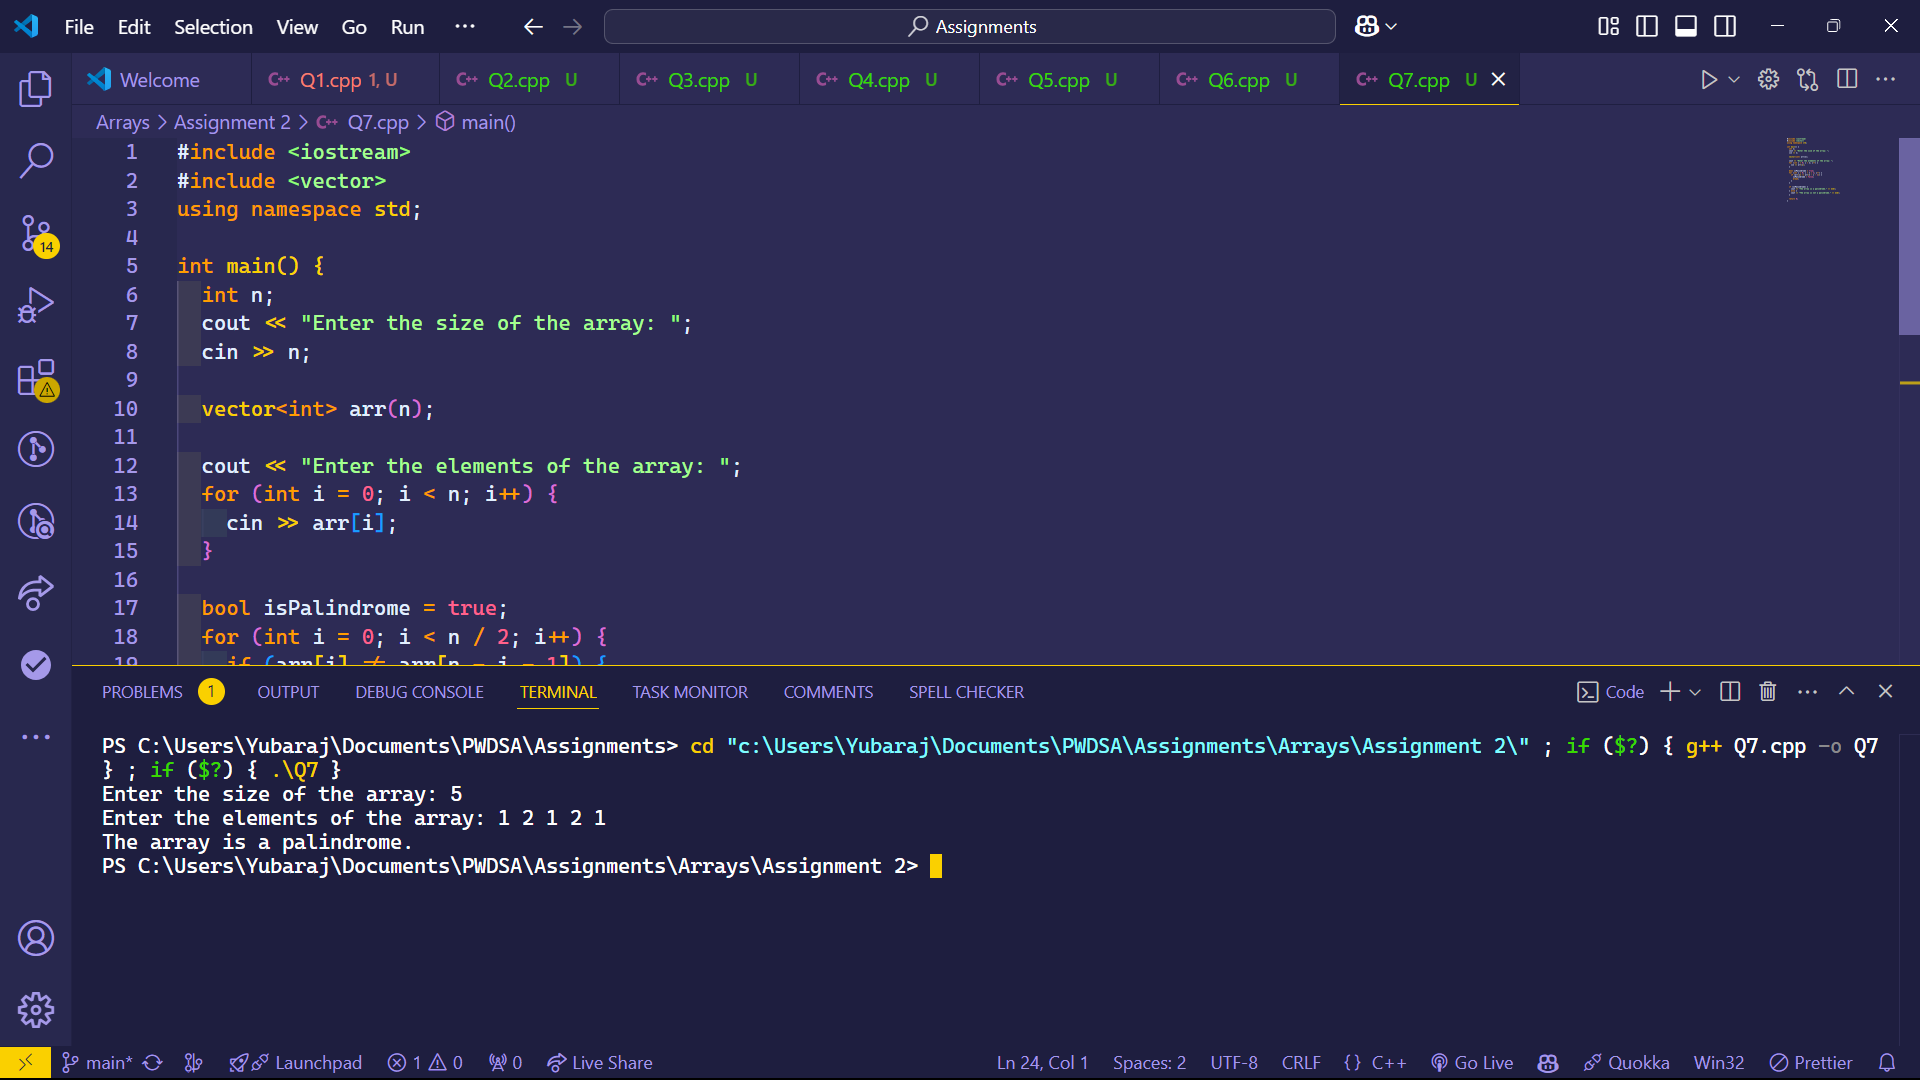 File Edit Selection View Go Run ··· Assignments
Welcome C++ Q1.cpp 1, U C++ Q2.cpp U C++ Q3.cpp U C++ Q4.cpp U C++ Q5.cpp U C++ Q6.cpp U C++ Q7.cpp U
Arrays > Assignment 2 > C++ Q7.cpp > main()
1 #include <iostream>
2 #include <vector>
3 using namespace std;
4
5 int main() {
6 int n;
7 cout << "Enter the size of the array: ";
8 cin >> n;
9
10 vector<int> arr(n);
11
12 cout << "Enter the elements of the array: ";
13 for (int i = 0; i < n; i++) {
14 cin >> arr[i];
15 }
16
17 bool isPalindrome = true;
18 for (int i = 0; i < n / 2; i++) {
19 if (arr[i] != arr[n - i - 1]) {
14
PROBLEMS 1 OUTPUT DEBUG CONSOLE TERMINAL TASK MONITOR COMMENTS SPELL CHECKER Code
PS C:\Users\Yubaraj\Documents\PWDSA\Assignments> cd "c:\Users\Yubaraj\Documents\PWDSA\Assignments\Arrays\Assignment 2\" ; if ($?) { g++ Q7.cpp -o Q7
} ; if ($?) { .\Q7 }
Enter the size of the array: 5
Enter the elements of the array: 1 2 1 2 1
The array is a palindrome.
PS C:\Users\Yubaraj\Documents\PWDSA\Assignments\Arrays\Assignment 2>
main* Launchpad 1 0 0 Live Share Ln 24, Col 1 Spaces: 2 UTF-8 CRLF {} C++ Go Live Quokka Win32 Prettier